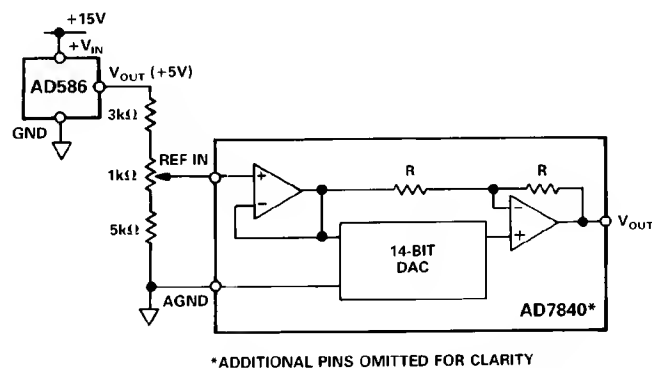 +15V
+VIN
AD586
VOUT (+5V)
GND
3kΩ
1kΩ
REF IN
5kΩ
AGND
R
R
14-BIT
DAC
VOUT
AD7840*
*ADDITIONAL PINS OMITTED FOR CLARITY